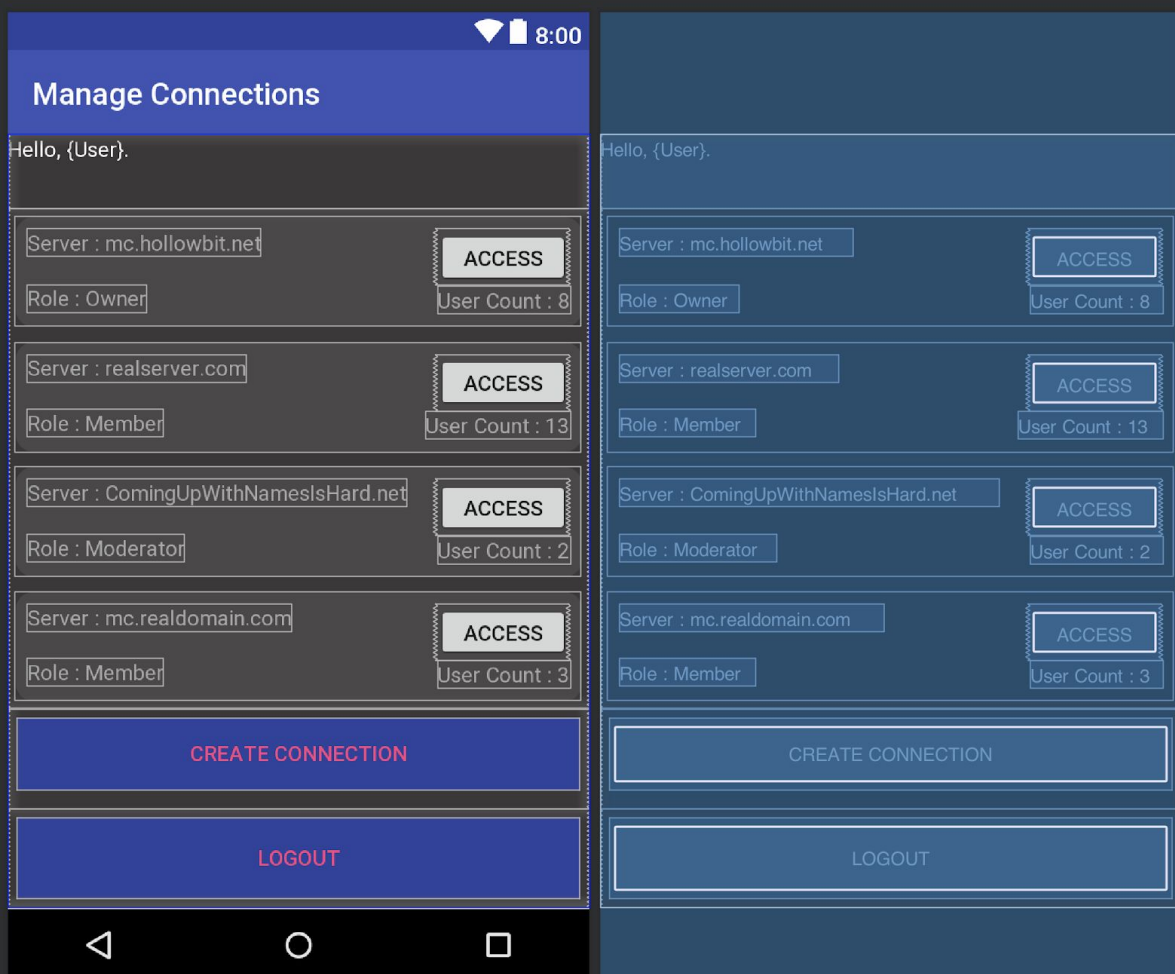 8:00
Manage Connections
Hello, {User}.
Server : mc.hollowbit.net
ACCESS
Role : Owner
User Count : 8
Server : realserver.com
ACCESS
Role : Member
User Count : 13
Server : ComingUpWithNamesIsHard.net
ACCESS
Role : Moderator
User Count : 2
Server : mc.realdomain.com
ACCESS
Role : Member
User Count : 3
CREATE CONNECTION
LOGOUT
Hello, {User}.
Server : mc.hollowbit.net
ACCESS
Role : Owner
User Count : 8
Server : realserver.com
ACCESS
Role : Member
User Count : 13
Server : ComingUpWithNamesIsHard.net
ACCESS
Role : Moderator
User Count : 2
Server : mc.realdomain.com
ACCESS
Role : Member
User Count : 3
CREATE CONNECTION
LOGOUT